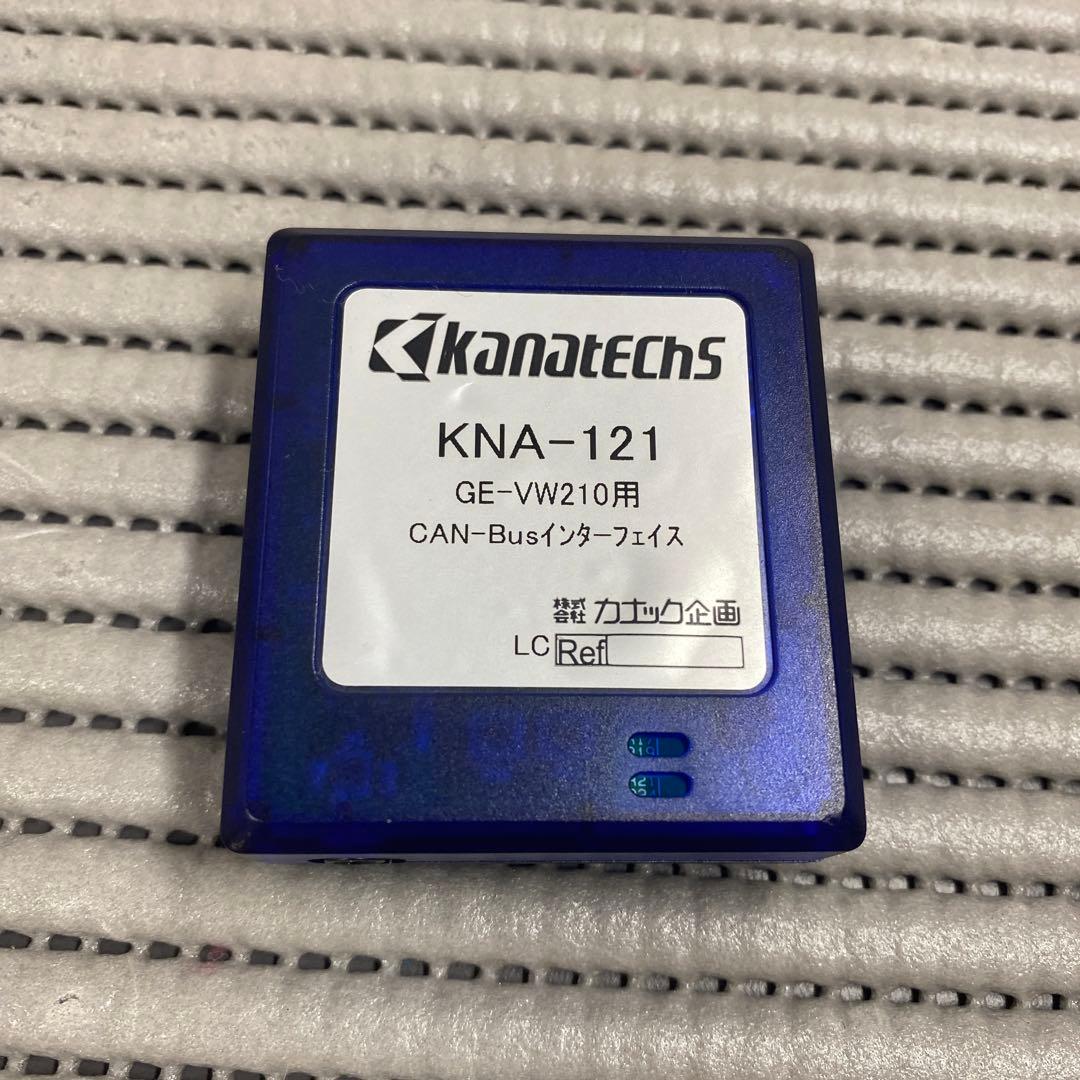 Kanatechs
KNA-121
GE-VW210用
CAN-Busインターフェイス
株式会社 カナック企画
LC Ref